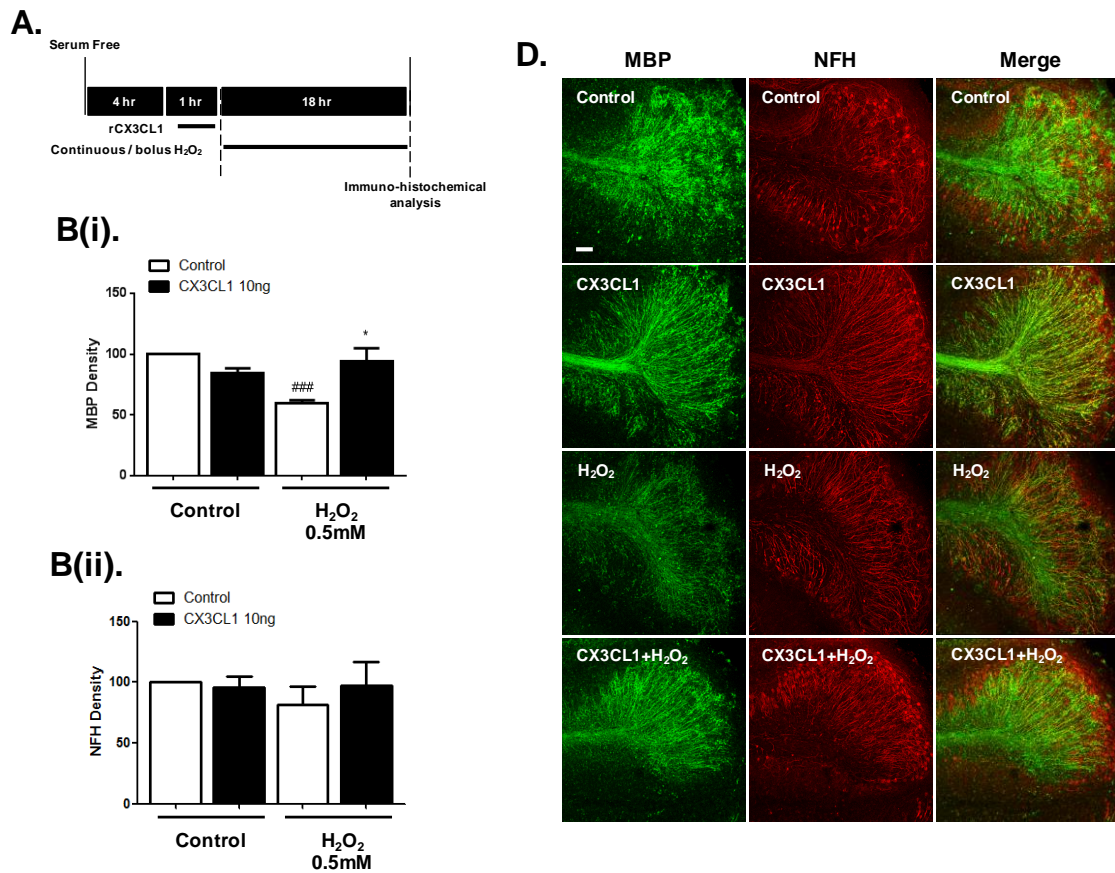 A.
Serum Free
4 hr
1 hr
18 hr
rCX3CL1
Continuous / bolus H₂O₂
Immuno-histochemical
analysis
B(i).
Control
CX3CL1 10ng
150
100
50
0
MBP Density
###
*
Control
H₂O₂
0.5mM
B(ii).
Control
CX3CL1 10ng
150
100
50
0
NFH Density
Control
H₂O₂
0.5mM
D.
MBP
NFH
Merge
Control
Control
Control
CX3CL1
CX3CL1
CX3CL1
H₂O₂
H₂O₂
H₂O₂
CX3CL1+H₂O₂
CX3CL1+H₂O₂
CX3CL1+H₂O₂